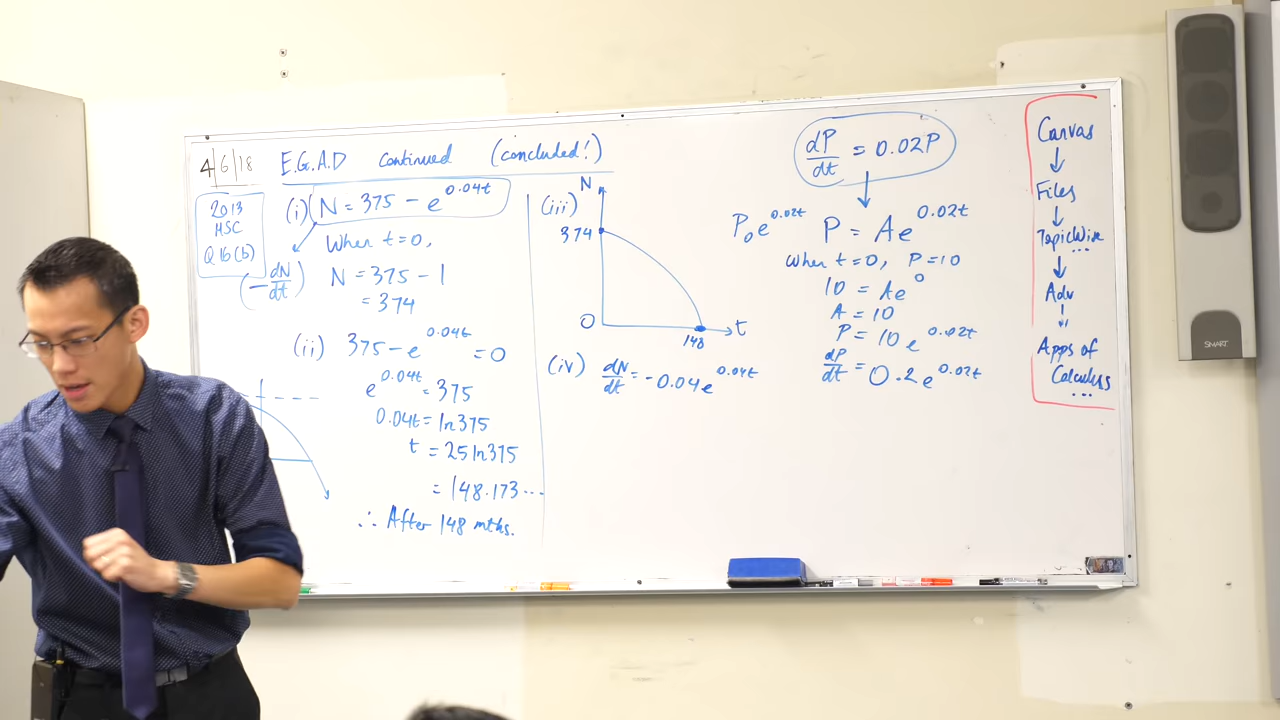 4|6|18 E.G.A.D continued (concluded!)
2013
HSC
Q16(b)
(i) N = 375 - e^0.04t
When t=0,
(-dN/dt)
N = 375 - 1
= 374
(ii) 375 - e^0.04t = 0
e^0.04t = 375
0.04t = ln375
t = 25ln375
= 148.173...
∴ After 148 mths.
(iii)
N
374
O
148
t
(iv) dN/dt = -0.04e^0.04t
dP/dt = 0.02P
P₀e^0.02t
P = Ae^0.02t
when t=0, P=10
10 = Ae^0
A = 10
P = 10e^0.02t
dP/dt = 0.2e^0.02t
Canvas
↓
Files
↓
TopicWise
...
↓
Adv
↓
Apps of
Calculus
...
SMART